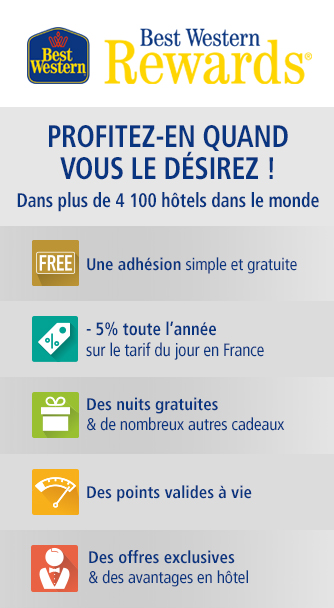 Best
Western
Best Western
Rewards®
PROFITEZ-EN QUAND
VOUS LE DÉSIREZ !
Dans plus de 4 100 hôtels dans le monde
FREE
Une adhésion simple et gratuite
%
- 5% toute l'année
sur le tarif du jour en France
Des nuits gratuites
& de nombreux autres cadeaux
Des points valides à vie
Des offres exclusives
& des avantages en hôtel